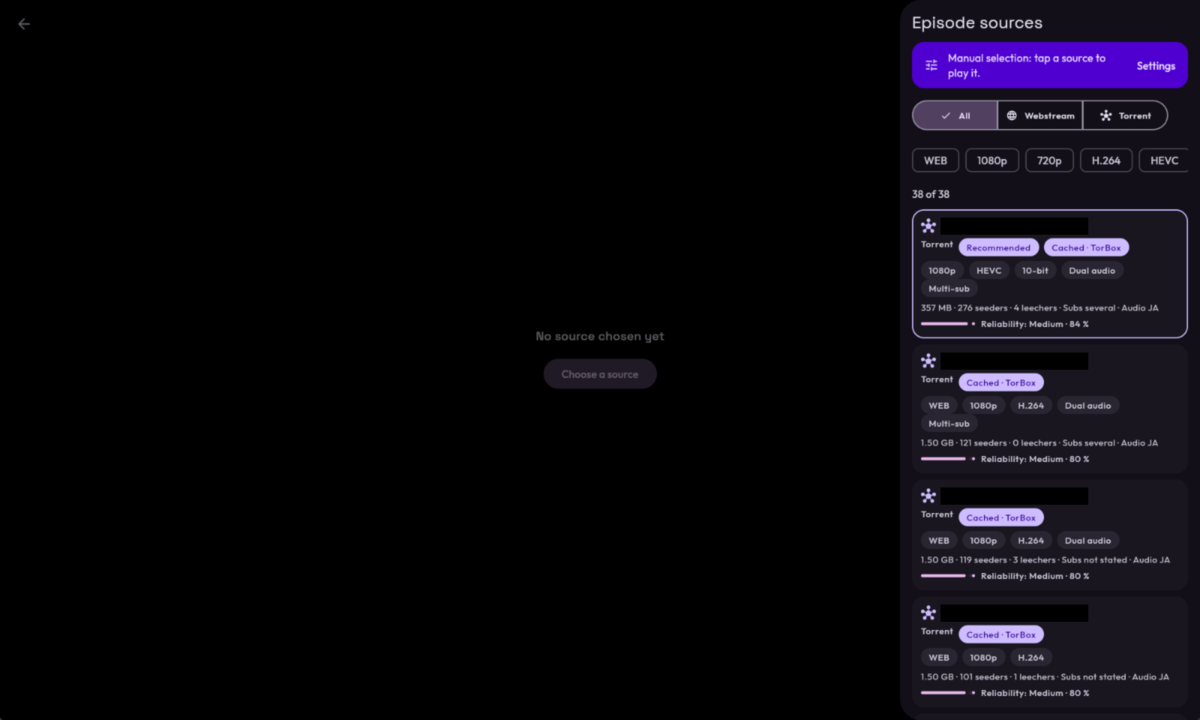 Episode sources
Manual selection: tap a source to
play it.
Settings
All
Webstream
Torrent
WEB
1080p
720p
H.264
HEVC
38 of 38
Torrent
Recommended
Cached · TorBox
1080p
HEVC
10-bit
Dual audio
Multi-sub
357 MB · 276 seeders · 4 leechers · Subs several · Audio JA
Reliability: Medium · 84 %
Torrent
Cached · TorBox
WEB
1080p
H.264
Dual audio
Multi-sub
1.50 GB · 121 seeders · 0 leechers · Subs several · Audio JA
Reliability: Medium · 80 %
Torrent
Cached · TorBox
WEB
1080p
H.264
Dual audio
1.50 GB · 119 seeders · 3 leechers · Subs not stated · Audio JA
Reliability: Medium · 80 %
Torrent
Cached · TorBox
WEB
1080p
H.264
1.50 GB · 101 seeders · 1 leechers · Subs not stated · Audio JA
Reliability: Medium · 80 %
No source chosen yet
Choose a source